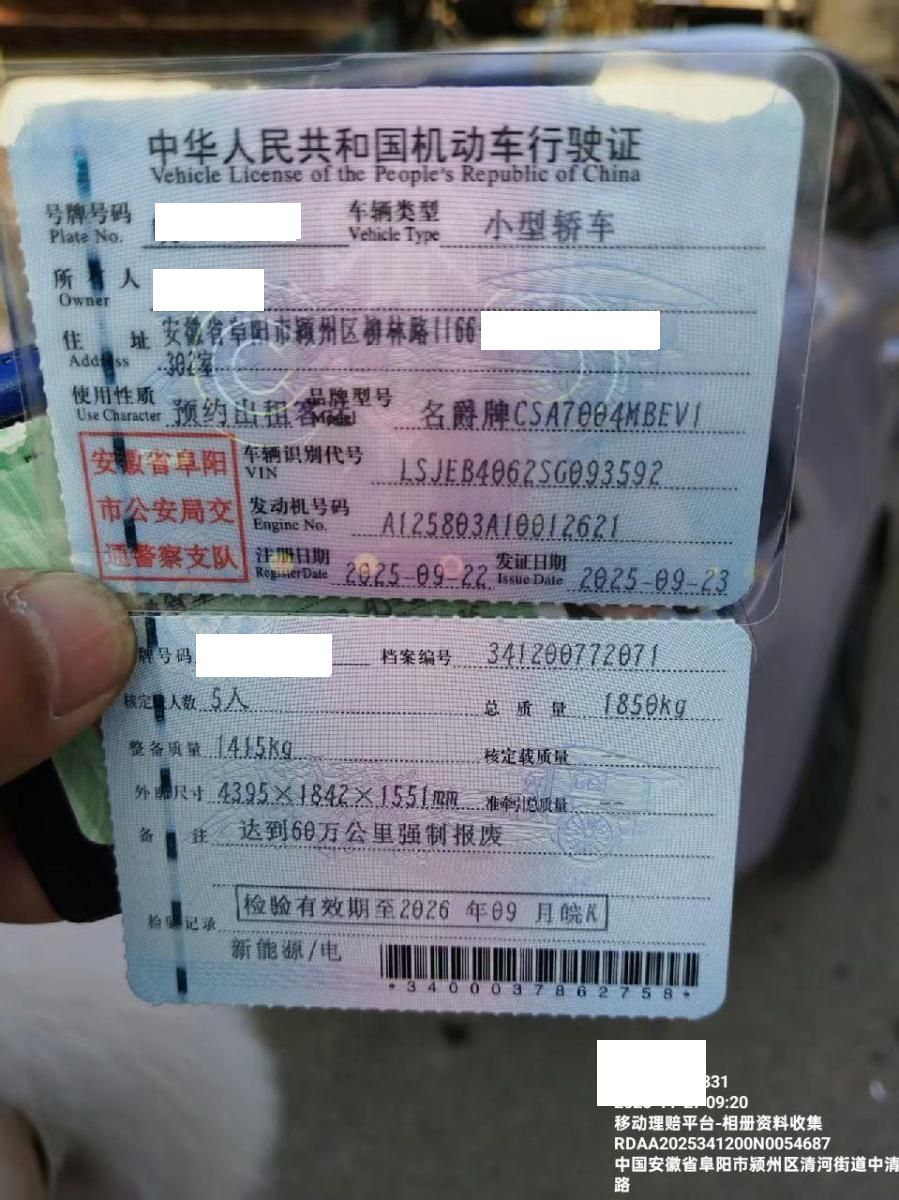 中华人民共和国机动车行驶证
Vehicle License of the People's Republic of China
号牌号码 车辆类型 小型轿车
Plate No. Vehicle Type
所有人
Owner
住址 安徽省阜阳市颍州区柳林路1166
Address 302室
使用性质 预约出租客运 品牌型号 名爵牌CSA7004MBEV1
Use Character Model
安徽省阜阳
市公安局交
通警察支队
车辆识别代号 LSJEB4062SG093592
VIN
发动机号码 A125803A10012621
Engine No.
注册日期 2025-09-22 发证日期 2025-09-23
Register Date Issue Date
牌号码 档案编号 341200772071
核定载人数 5人 总质量 1850kg
整备质量 1415kg 核定载质量 --
外廓尺寸 4395×1842×1551mm 准牵引总质量 --
备注 达到60万公里强制报废
检验记录 检验有效期至2026年09月皖K
新能源/电
*3400037862758*
331
09:20
移动理赔平台-相册资料收集
RDAA2025341200N0054687
中国安徽省阜阳市颍州区清河街道中清
路